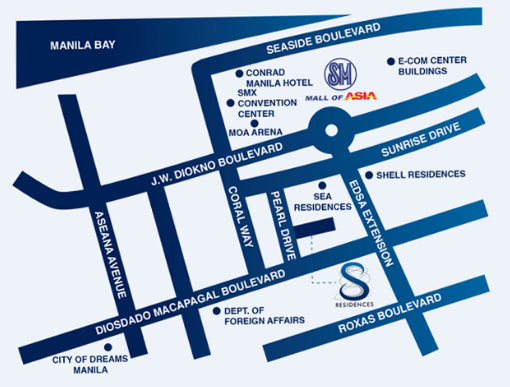 MANILA BAY
SEASIDE BOULEVARD
CONRAD
MANILA HOTEL
SMX
CONVENTION
CENTER
MOA ARENA
SM
MALL OF ASIA
E-COM CENTER
BUILDINGS
J.W. DIOKNO BOULEVARD
SUNRISE DRIVE
SHELL RESIDENCES
SEA
RESIDENCES
ASEANA AVENUE
CORAL WAY
PEARL DRIVE
EDSA EXTENSION
DIOSDADO MACAPAGAL BOULEVARD
S
RESIDENCES
ROXAS BOULEVARD
DEPT. OF
FOREIGN AFFAIRS
CITY OF DREAMS
MANILA